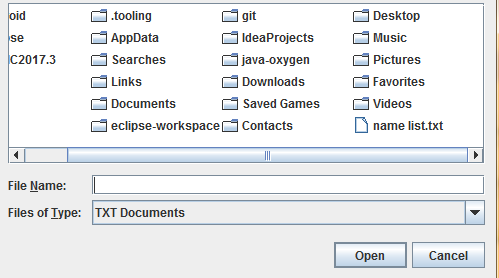 oid .tooling git Desktop
se AppData IdeaProjects Music
C2017.3 Searches java-oxygen Pictures
Links Downloads Favorites
Documents Saved Games Videos
eclipse-workspace Contacts name list.txt
File Name:
Files of Type: TXT Documents
Open Cancel